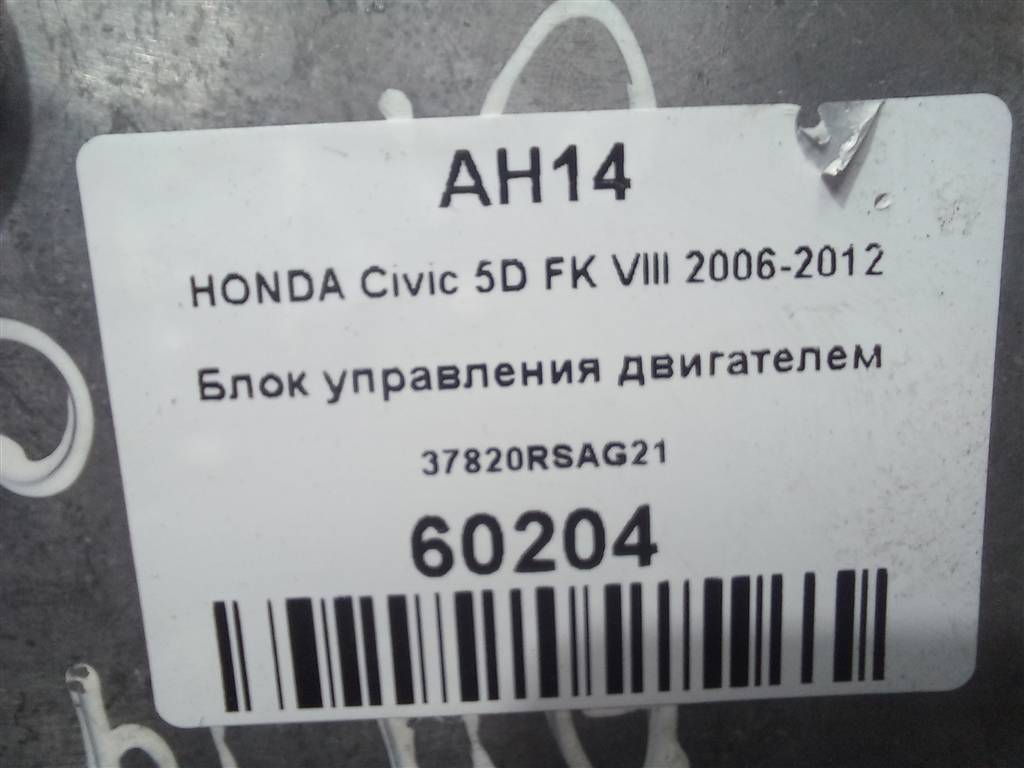 AH14
HONDA Civic 5D FK VIII 2006-2012
Блок управления двигателем
37820RSAG21
60204